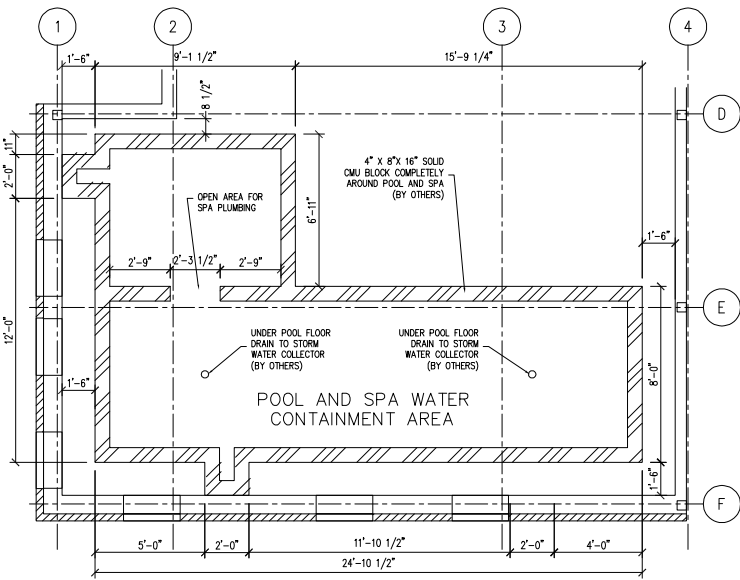 1
2
3
4
1'-6"
9'-1 1/2"
15'-9 1/4"
8 1/2"
D
11"
2'-0"
4" X 8"X 16" SOLID
CMU BLOCK COMPLETELY
AROUND POOL AND SPA
(BY OTHERS)
OPEN AREA FOR
SPA PLUMBING
6'-11"
1'-6"
2'-9"
2'-3 1/2"
2'-9"
E
12'-0"
UNDER POOL FLOOR
DRAIN TO STORM
WATER COLLECTOR
(BY OTHERS)
UNDER POOL FLOOR
DRAIN TO STORM
WATER COLLECTOR
(BY OTHERS)
8'-0"
1'-6"
POOL AND SPA WATER
CONTAINMENT AREA
1'-6"
F
5'-0"
2'-0"
11'-10 1/2"
2'-0"
4'-0"
24'-10 1/2"